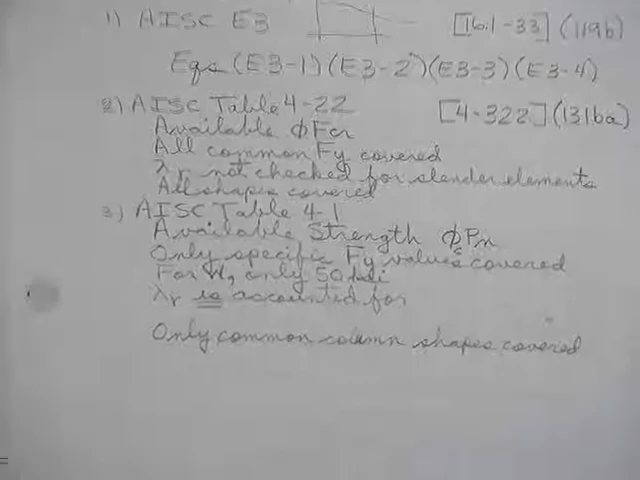 1) AISC E3 [16.1-33] (119b)
Eqs (E3-1)(E3-2)(E3-3)(E3-4)
2) AISC Table 4-22 [4-322] (131ba)
Available φFcr
All common Fy covered
λr not checked for slender elements
All shapes covered
3) AISC Table 4-1
Available Strength φcPn
Only specific Fy values covered
For W, only 50 ksi
λr is accounted for
Only common column shapes covered